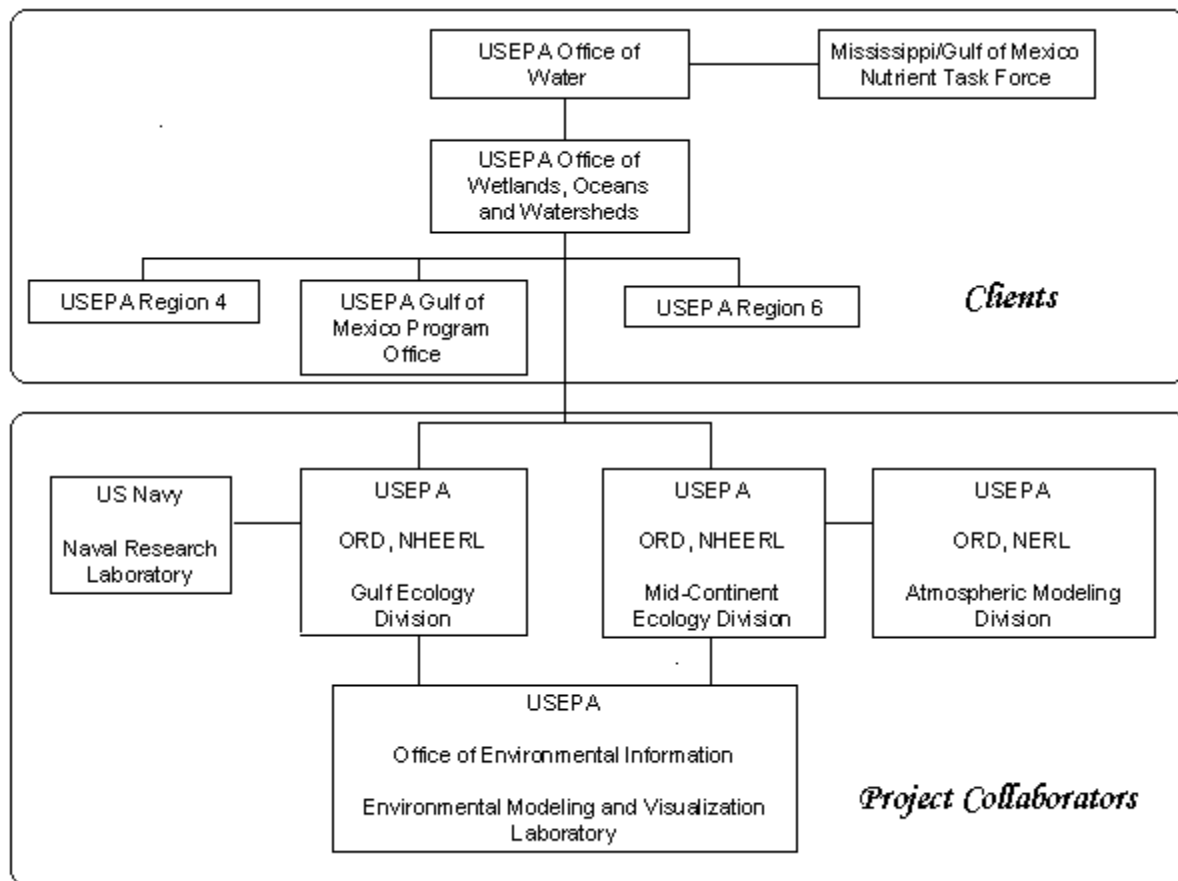 USEPA Office of
Water
Mississippi/Gulf of Mexico
Nutrient Task Force
USEPA Office of
Wetlands, Oceans
and Watersheds
USEPA Region 4
USEPA Gulf of
Mexico Program
Office
USEPA Region 6
Clients
US Navy
Naval Research
Laboratory
USEPA
ORD, NHEERL
Gulf Ecology
Division
USEPA
ORD, NHEERL
Mid-Continent
Ecology Division
USEPA
ORD, NERL
Atmospheric Modeling
Division
USEPA
Office of Environmental Information
Environmental Modeling and Visualization
Laboratory
Project Collaborators